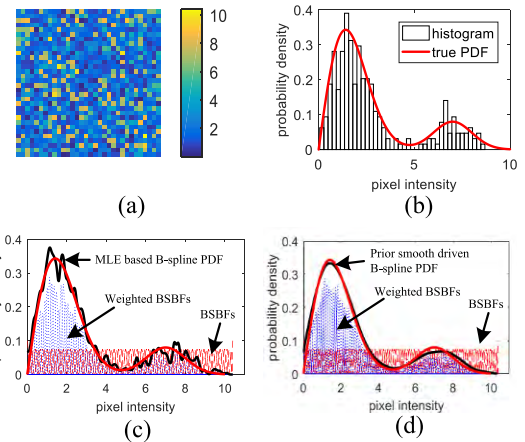 10
8
6
4
2
(a)
probability density
0.4
0.3
0.2
0.1
0
0
5
10
pixel intensity
histogram
true PDF
(b)
0.4
0.3
0.2
0.1
0
0
2
4
6
8
10
pixel intensity
MLE based B-spline PDF
Weighted BSBFs
BSBFs
(c)
probability density
0.4
0.3
0.2
0.1
0
0
2
4
6
8
10
pixel intensity
Prior smooth driven
B-spline PDF
Weighted BSBFs
BSBFs
(d)